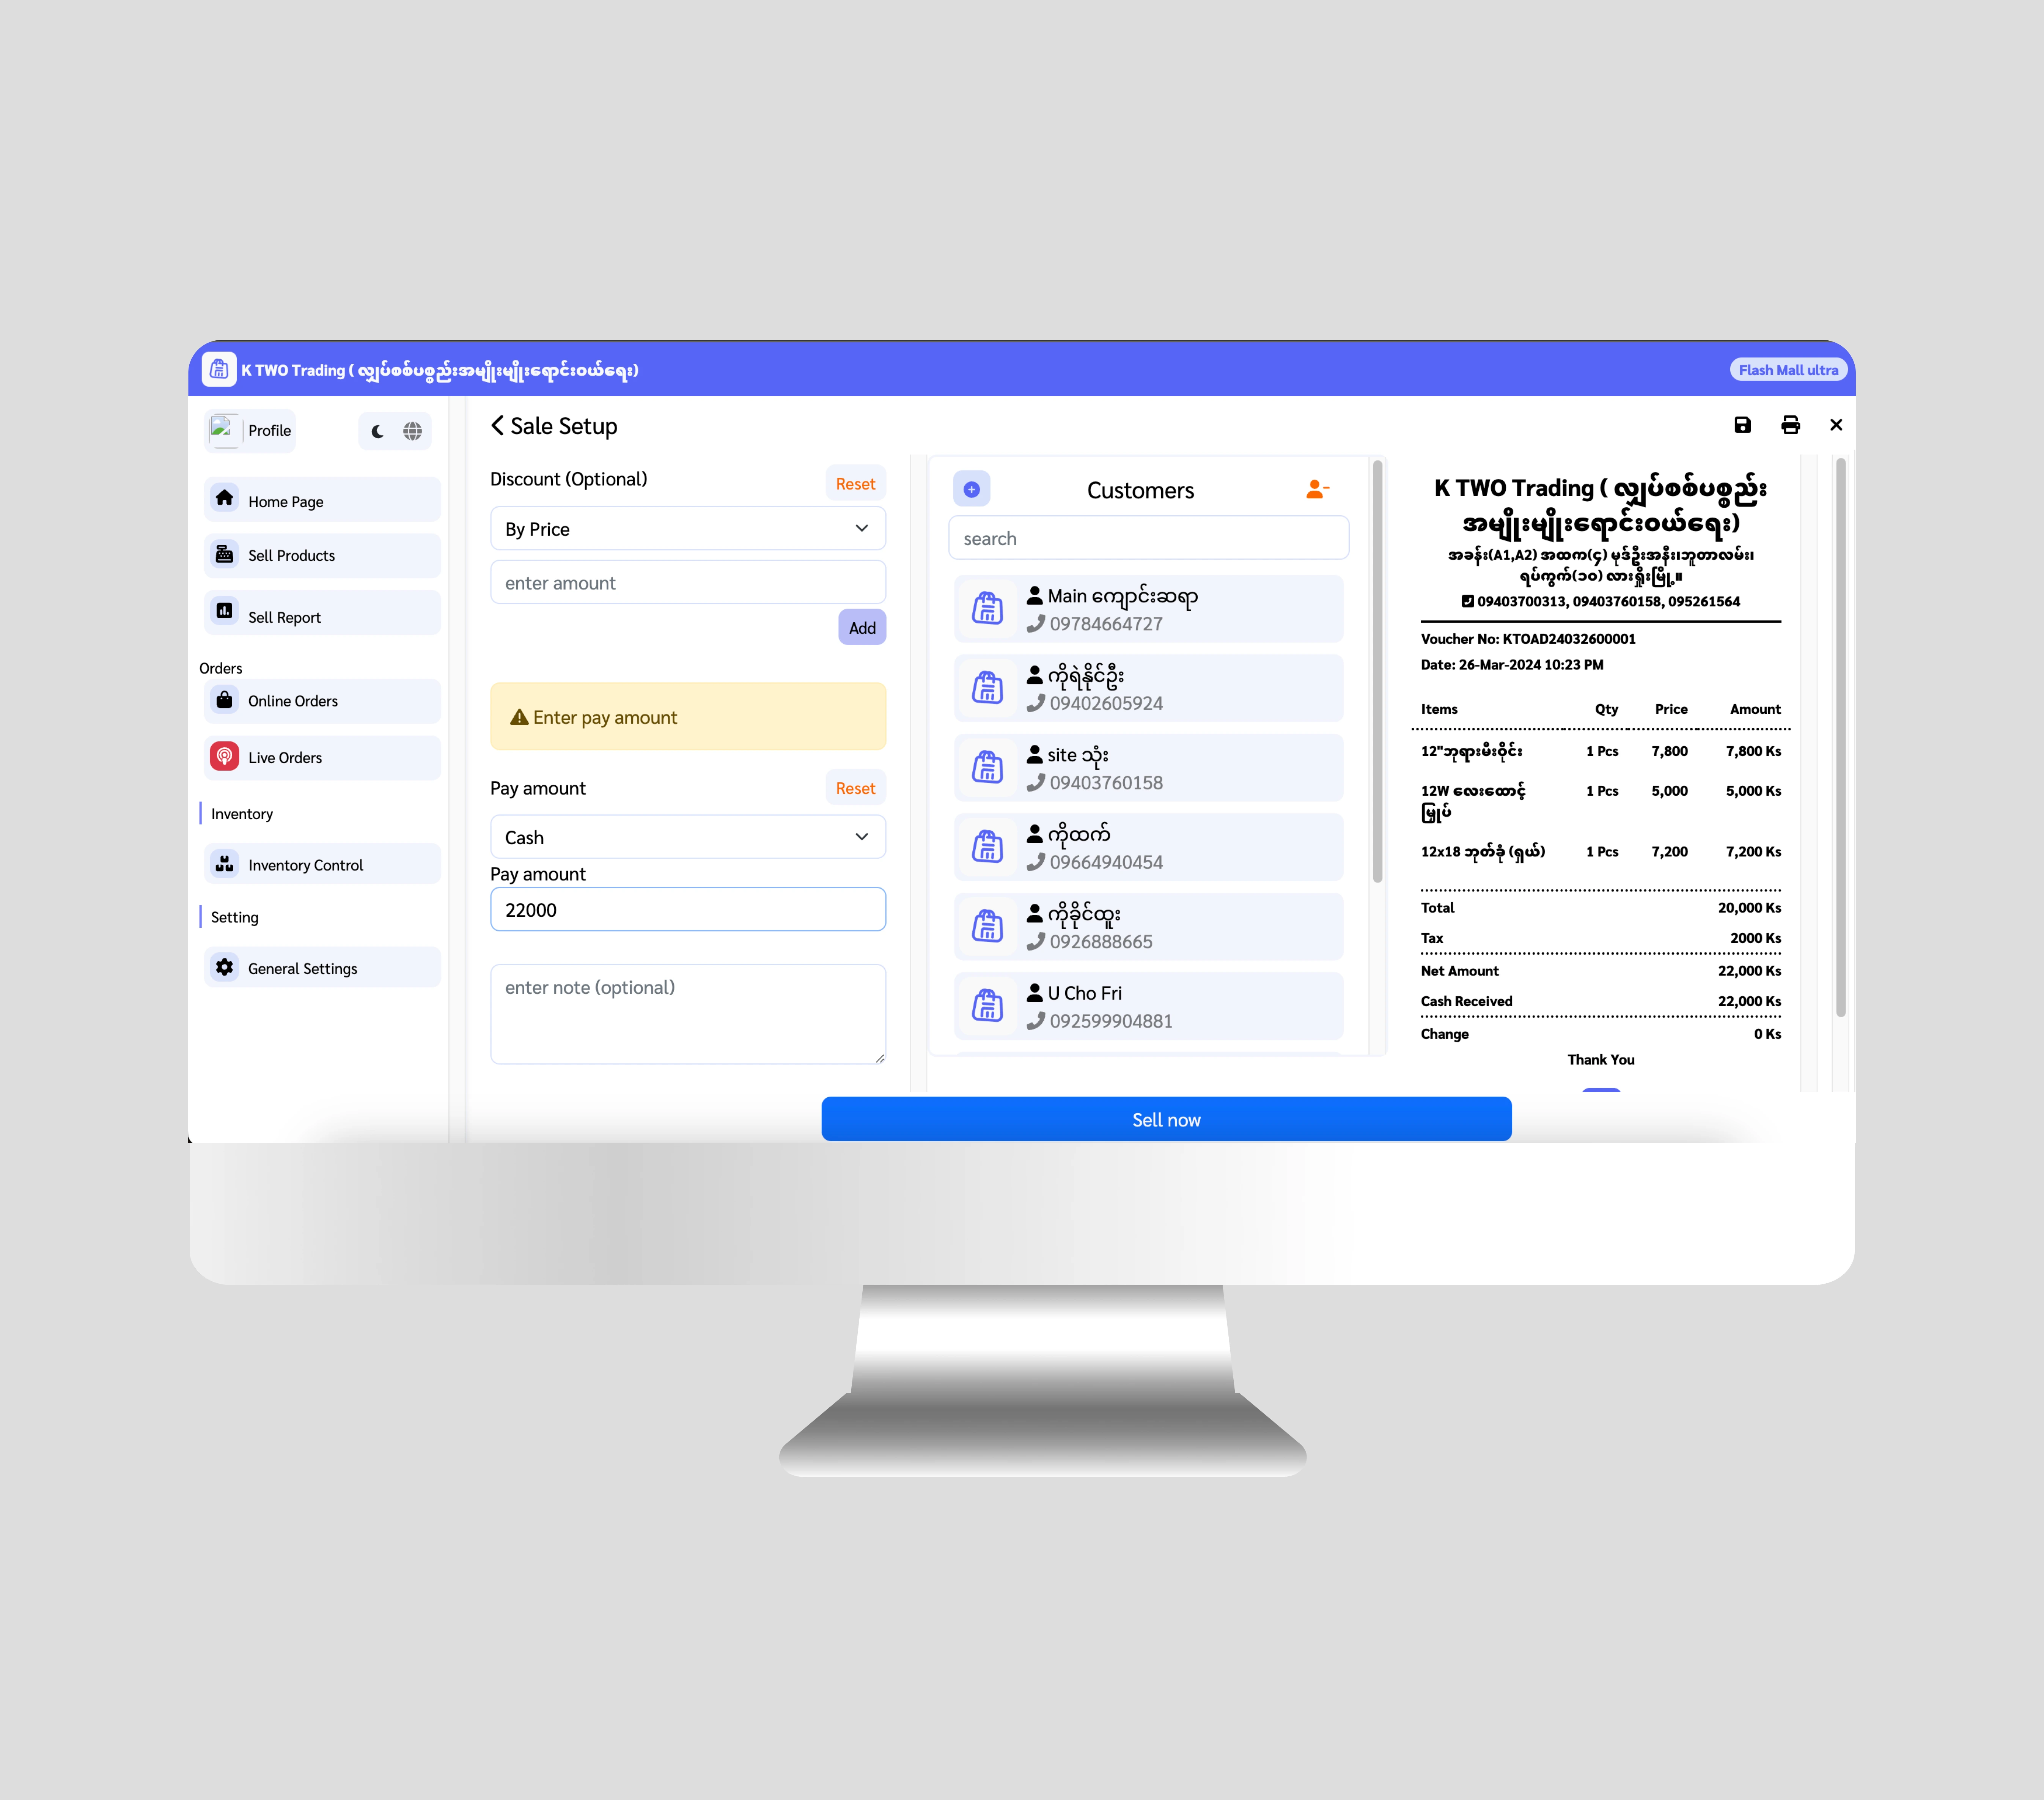 K TWO Trading ( လျှပ်စစ်ပစ္စည်းအမျိုးမျိုးရောင်းဝယ်ရေး)
Flash Mall ultra
Profile
Home Page
Sell Products
Sell Report
Orders
Online Orders
Live Orders
Inventory
Inventory Control
Setting
General Settings
Sale Setup
Discount (Optional)
Reset
By Price
enter amount
Add
Enter pay amount
Pay amount
Reset
Cash
Pay amount
22000
enter note (optional)
Customers
search
Main ကျောင်းဆရာ
09784664727
ကိုရဲနိုင်ဦး
09402605924
site သုံး
09403760158
ကိုထက်
09664940454
ကိုခိုင်ထူး
0926888665
U Cho Fri
092599904881
K TWO Trading ( လျှပ်စစ်ပစ္စည်း
အမျိုးမျိုးရောင်းဝယ်ရေး)
အခန်း(A1,A2) အထက(၄) မုဒ်ဦးအနီး၊ဘူတာလမ်း၊
ရပ်ကွက်(၁၀) လားရှိုးမြို့။
09403700313, 09403760158, 095261564
Voucher No: KTOAD24032600001
Date: 26-Mar-2024 10:23 PM
Items Qty Price Amount
12"ဘုရားမီးဝိုင်း 1 Pcs 7,800 7,800 Ks
12W လေးထောင့် 1 Pcs 5,000 5,000 Ks
မြှုပ်
12x18 ဘုတ်ခုံ (ရှယ်) 1 Pcs 7,200 7,200 Ks
Total 20,000 Ks
Tax 2000 Ks
Net Amount 22,000 Ks
Cash Received 22,000 Ks
Change 0 Ks
Thank You
Sell now